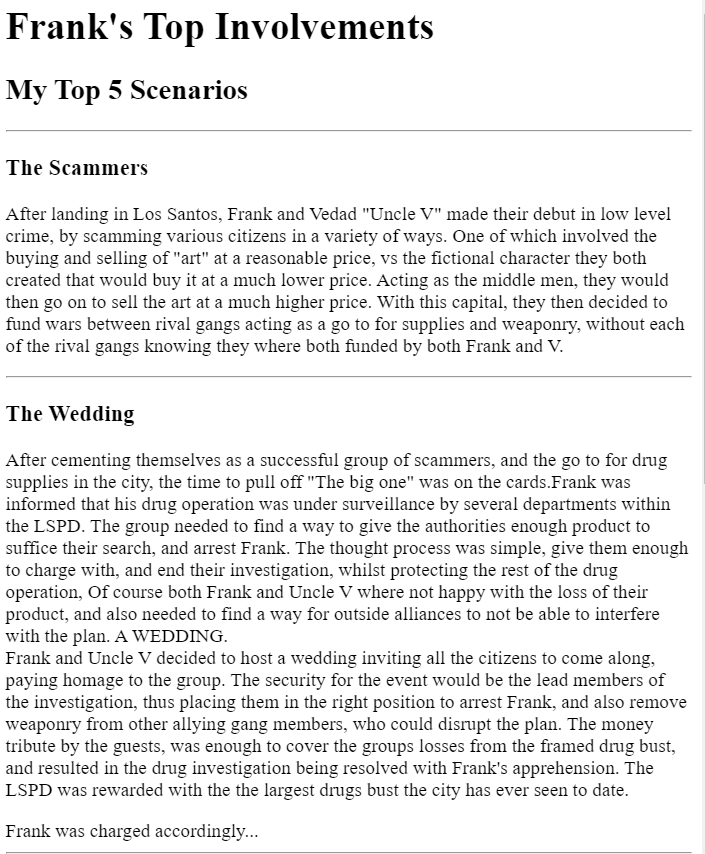 Frank's Top Involvements
My Top 5 Scenarios
The Scammers
After landing in Los Santos, Frank and Vedad "Uncle V" made their debut in low level
crime, by scamming various citizens in a variety of ways. One of which involved the
buying and selling of "art" at a reasonable price, vs the fictional character they both
created that would buy it at a much lower price. Acting as the middle men, they would
then go on to sell the art at a much higher price. With this capital, they then decided to
fund wars between rival gangs acting as a go to for supplies and weaponry, without each
of the rival gangs knowing they where both funded by both Frank and V.
The Wedding
After cementing themselves as a successful group of scammers, and the go to for drug
supplies in the city, the time to pull off "The big one" was on the cards.Frank was
informed that his drug operation was under surveillance by several departments within
the LSPD. The group needed to find a way to give the authorities enough product to
suffice their search, and arrest Frank. The thought process was simple, give them enough
to charge with, and end their investigation, whilst protecting the rest of the drug
operation, Of course both Frank and Uncle V where not happy with the loss of their
product, and also needed to find a way for outside alliances to not be able to interfere
with the plan. A WEDDING.
Frank and Uncle V decided to host a wedding inviting all the citizens to come along,
paying homage to the group. The security for the event would be the lead members of
the investigation, thus placing them in the right position to arrest Frank, and also remove
weaponry from other allying gang members, who could disrupt the plan. The money
tribute by the guests, was enough to cover the groups losses from the framed drug bust,
and resulted in the drug investigation being resolved with Frank's apprehension. The
LSPD was rewarded with the the largest drugs bust the city has ever seen to date.
Frank was charged accordingly...